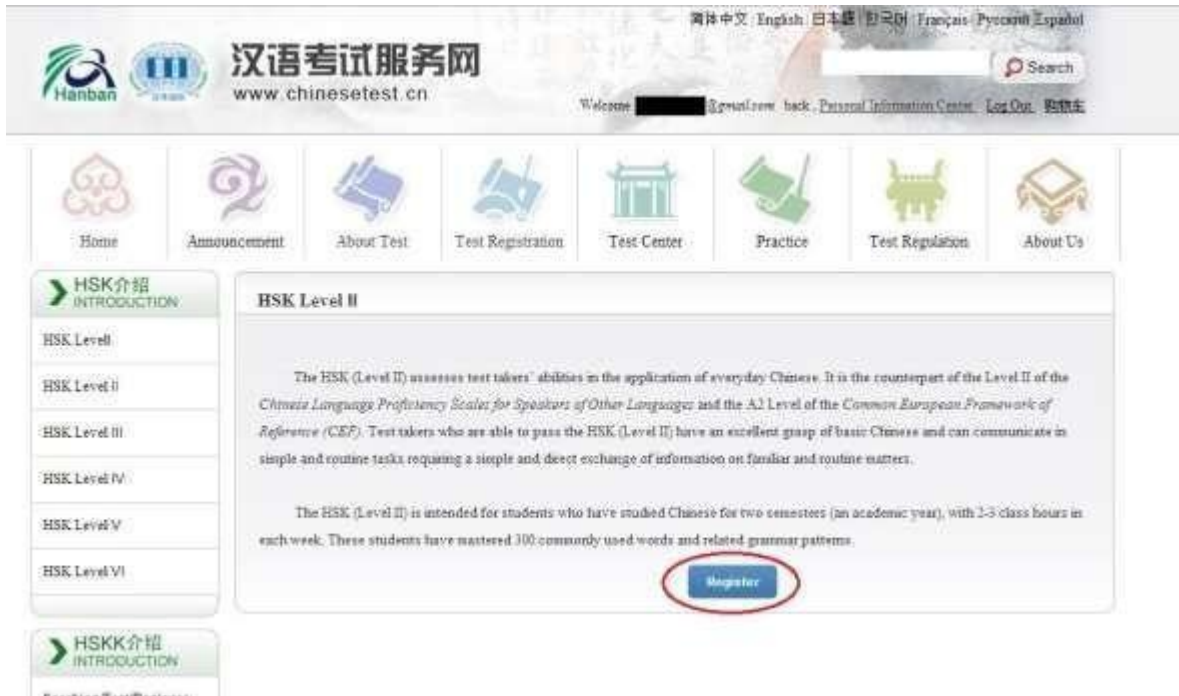 简体中文 English 日本語 한국어 Français Русский Español
Hanban
汉语考试服务网
www.chinesetest.cn
Search
Welcome @gmail.com back , Personal Information Center Log Out 购物车
Home
Announcement
About Test
Test Registration
Test Center
Practice
Test Regulation
About Us
HSK介绍
INTRODUCTION
HSK LevelI
HSK Level II
HSK Level III
HSK Level IV
HSK Level V
HSK Level VI
HSKK介绍
INTRODUCTION
HSK Level II
The HSK (Level II) assesses test takers' abilities in the application of everyday Chinese. It is the counterpart of the Level II of the
Chinese Language Proficiency Scales for Speakers of Other Languages and the A2 Level of the Common European Framework of
Reference (CEF). Test takers who are able to pass the HSK (Level II) have an excellent grasp of basic Chinese and can communicate in
simple and routine tasks requiring a simple and direct exchange of information on familiar and routine matters.
The HSK (Level II) is intended for students who have studied Chinese for two semesters (an academic year), with 2-3 class hours in
each week. These students have mastered 300 commonly used words and related grammar patterns.
Register